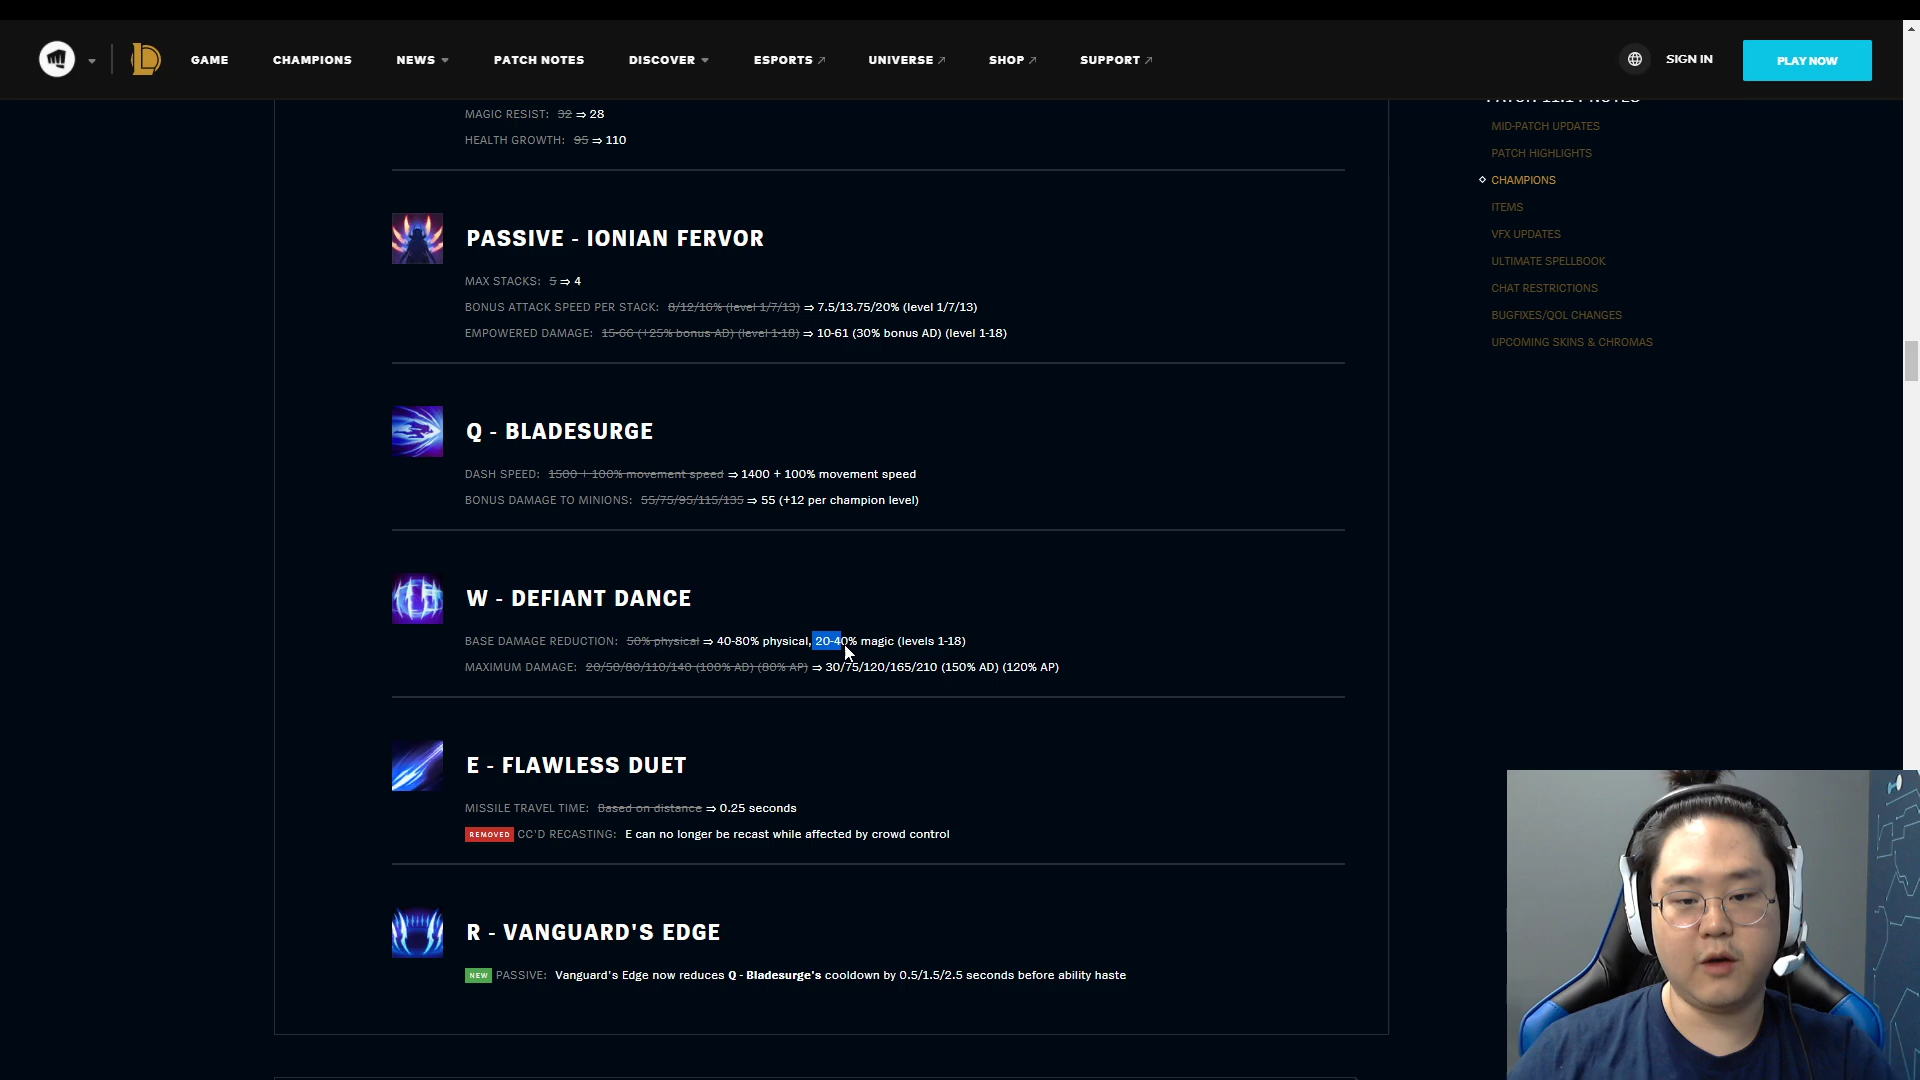 GAME
CHAMPIONS
NEWS
PATCH NOTES
DISCOVER
ESPORTS
UNIVERSE
SHOP
SUPPORT
SIGN IN
PLAY NOW
MAGIC RESIST: 32 ⇒ 28
HEALTH GROWTH: 95 ⇒ 110
PASSIVE - IONIAN FERVOR
MAX STACKS: 5 ⇒ 4
BONUS ATTACK SPEED PER STACK: 8/12/16% (level 1/7/13) ⇒ 7.5/13.75/20% (level 1/7/13)
EMPOWERED DAMAGE: 15-66 (+25% bonus AD) (level 1-18) ⇒ 10-61 (30% bonus AD) (level 1-18)
Q - BLADESURGE
DASH SPEED: 1500 + 100% movement speed ⇒ 1400 + 100% movement speed
BONUS DAMAGE TO MINIONS: 55/75/95/115/135 ⇒ 55 (+12 per champion level)
W - DEFIANT DANCE
BASE DAMAGE REDUCTION: 50% physical ⇒ 40-80% physical, 20-40% magic (levels 1-18)
MAXIMUM DAMAGE: 20/50/80/110/140 (100% AD) (80% AP) ⇒ 30/75/120/165/210 (150% AD) (120% AP)
E - FLAWLESS DUET
MISSILE TRAVEL TIME: Based on distance ⇒ 0.25 seconds
REMOVED CC'D RECASTING: E can no longer be recast while affected by crowd control
R - VANGUARD'S EDGE
NEW PASSIVE: Vanguard's Edge now reduces Q - Bladesurge's cooldown by 0.5/1.5/2.5 seconds before ability haste
PATCH 11.14 NOTES
MID-PATCH UPDATES
PATCH HIGHLIGHTS
CHAMPIONS
ITEMS
VFX UPDATES
ULTIMATE SPELLBOOK
CHAT RESTRICTIONS
BUGFIXES/QOL CHANGES
UPCOMING SKINS & CHROMAS